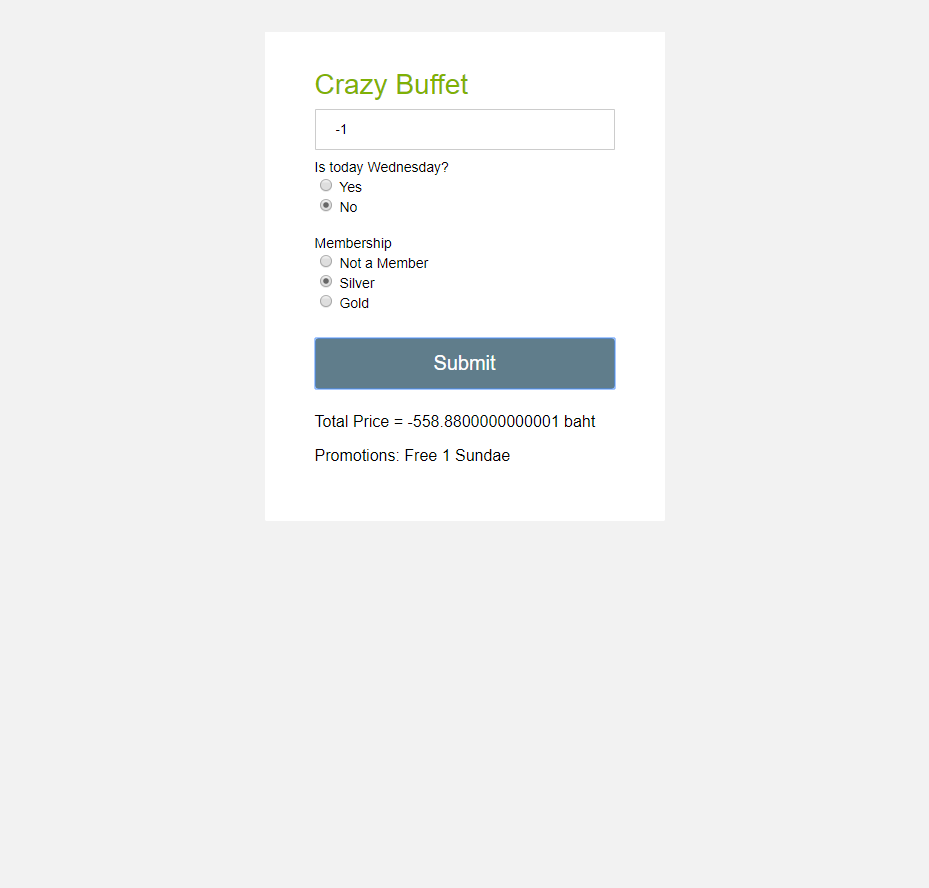 Crazy Buffet
-1
Is today Wednesday?
Yes
No
Membership
Not a Member
Silver
Gold
Submit
Total Price = -558.8800000000001 baht
Promotions: Free 1 Sundae